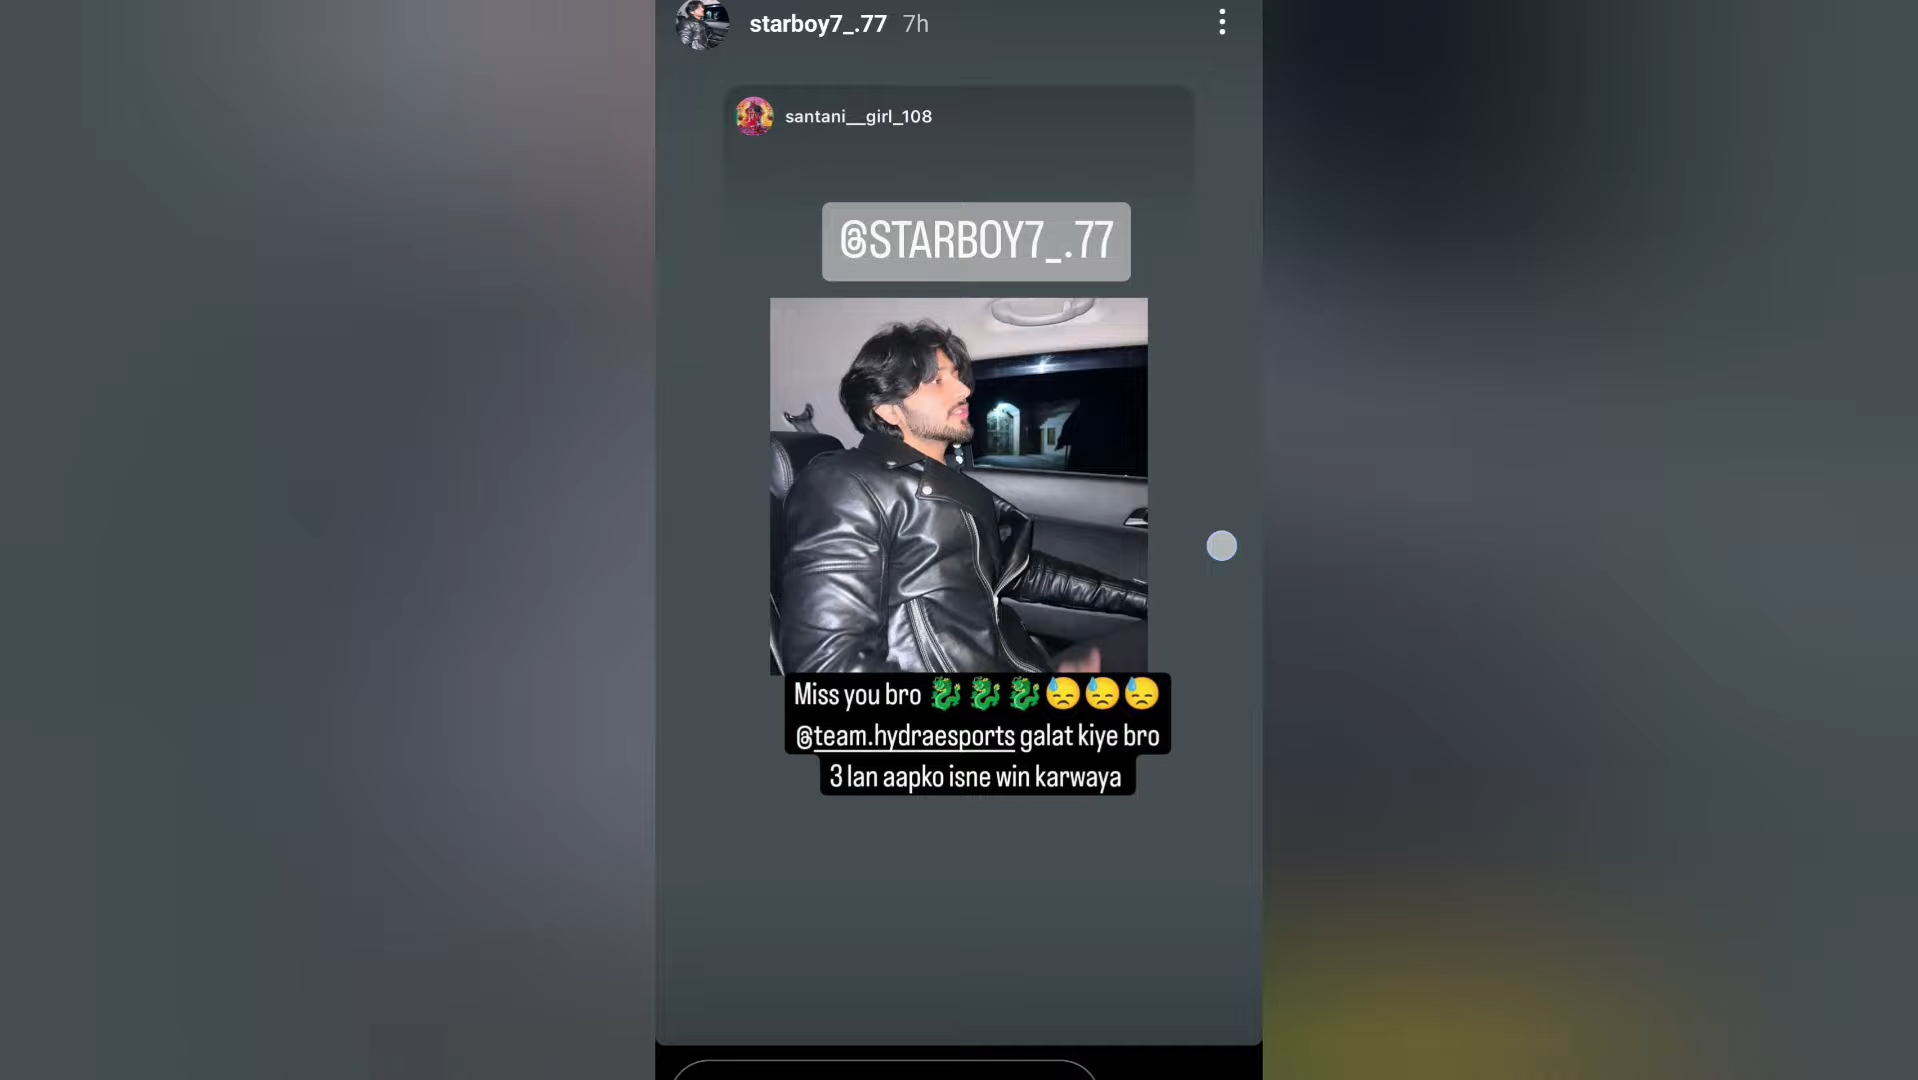 starboy7_.77 7h
santani__girl_108
@STARBOY7_.77
Miss you bro 🐉🐉🐉😓😓😓
@team.hydraesports galat kiye bro
3 lan aapko isne win karwaya